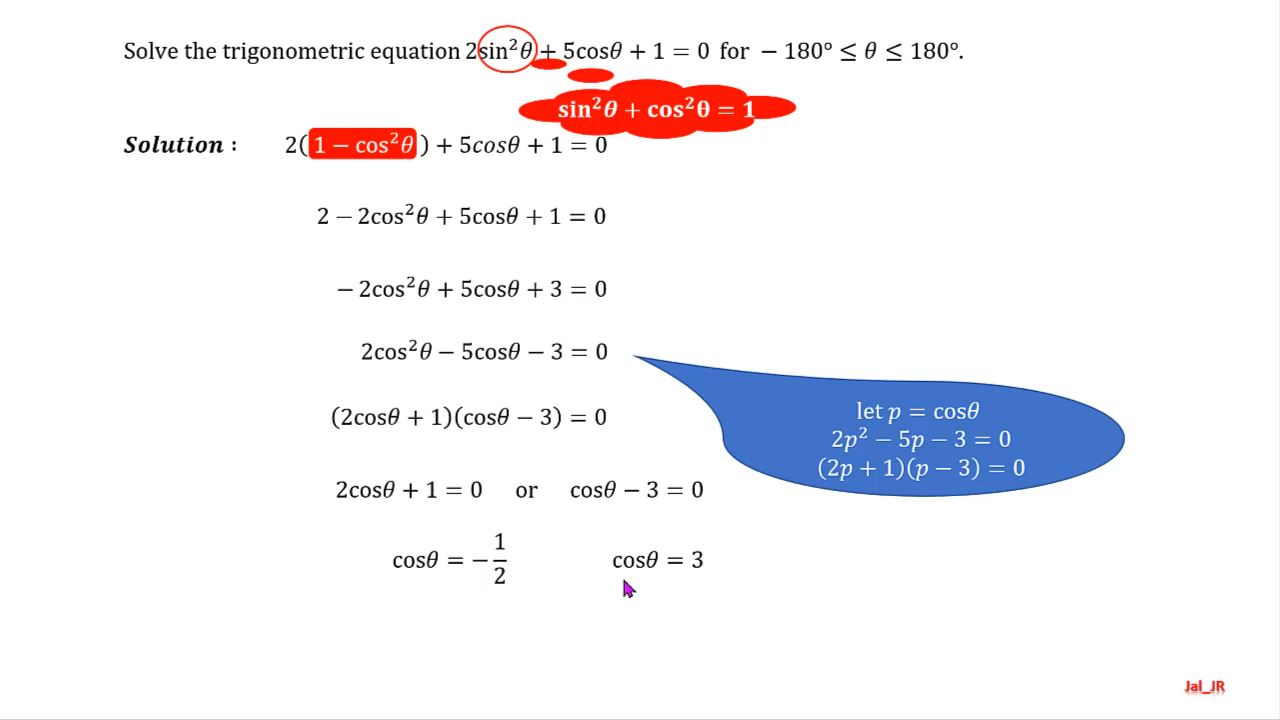 Solve the trigonometric equation 2sin²θ + 5cosθ + 1 = 0 for − 180° ≤ θ ≤ 180°.
sin²θ + cos²θ = 1
Solution : 2(1 − cos²θ) + 5cosθ + 1 = 0
2 − 2cos²θ + 5cosθ + 1 = 0
− 2cos²θ + 5cosθ + 3 = 0
2cos²θ − 5cosθ − 3 = 0
(2cosθ + 1)(cosθ − 3) = 0
let p = cosθ
2p² − 5p − 3 = 0
(2p + 1)(p − 3) = 0
2cosθ + 1 = 0 or cosθ − 3 = 0
cosθ = −1/2 cosθ = 3
Jal_JR